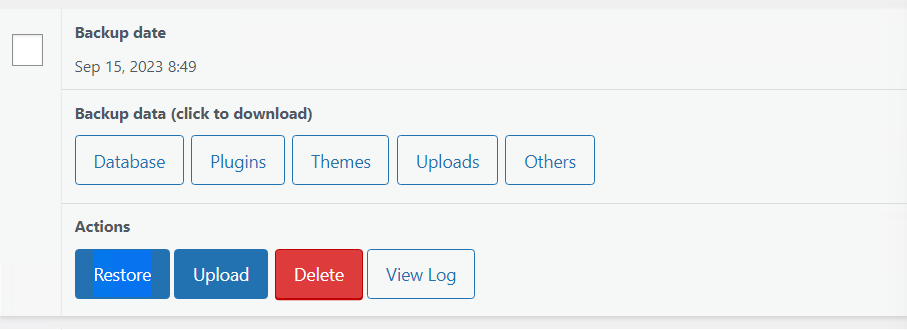 Backup date
Sep 15, 2023 8:49
Backup data (click to download)
Database Plugins Themes Uploads Others
Actions
Restore Upload Delete View Log